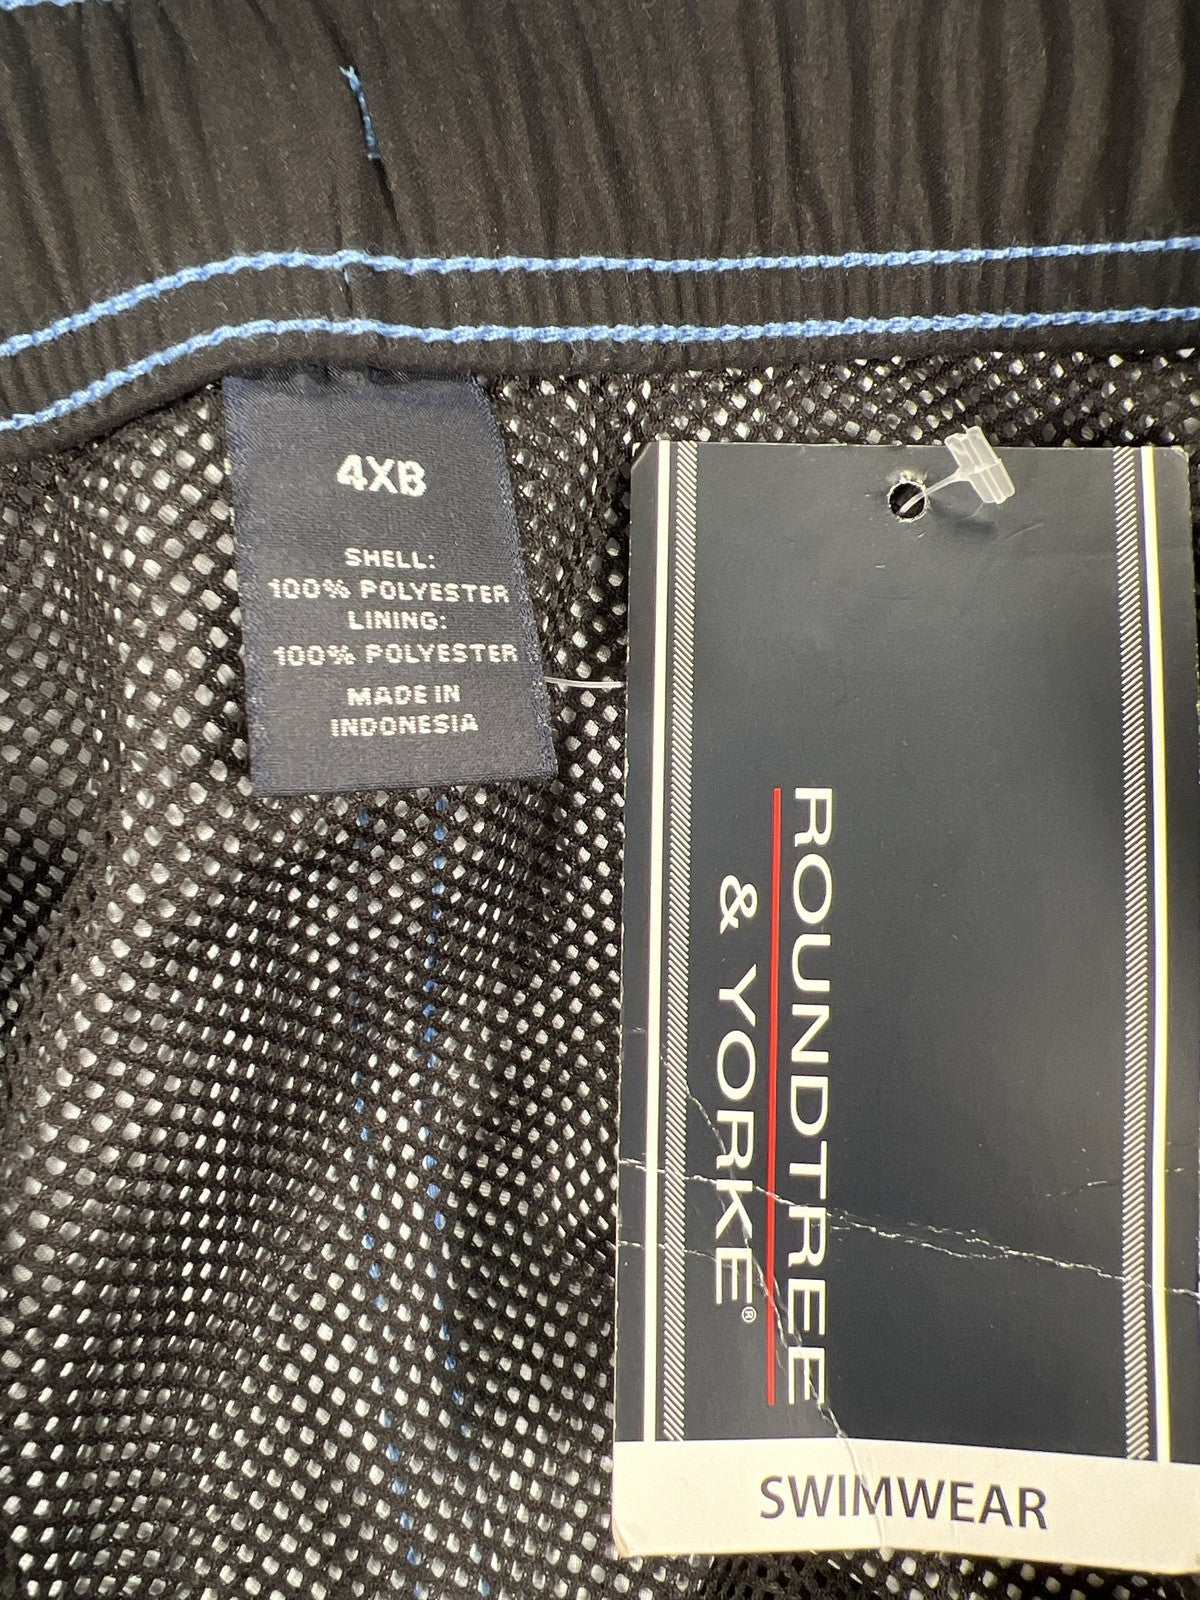 4XB
SHELL:
100% POLYESTER
LINING:
100% POLYESTER
MADE IN
INDONESIA
ROUNDTREE
& YORKE®
SWIMWEAR